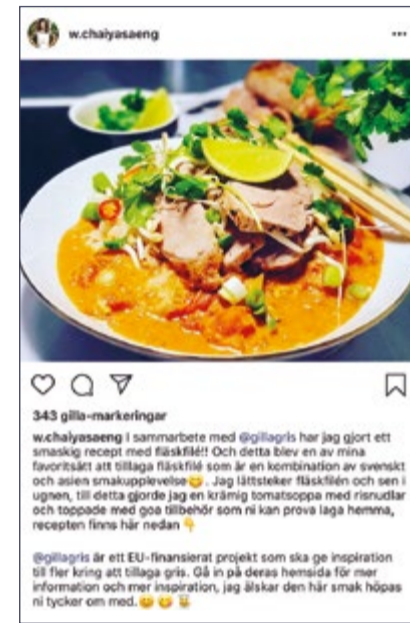 w.chaiyasaeng
343 gilla-markeringar
w.chaiyasaeng I sammarbete med @gillagris har jag gjort ett
smaskig recept med fläskfilé!! Och detta blev en av mina
favoritsätt att tillaga fläskfilé som är en kombination av svenskt
och asien smakupplevelse😋. Jag lättsteker fläskfilén och sen i
ugnen, till detta gjorde jag en krämig tomatsoppa med risnudlar
och toppade med goa tillbehör som ni kan prova laga hemma,
recepten finns här nedan 👇
@gillagris är ett EU-finansierat projekt som ska ge inspiration
till fler kring att tillaga gris. Gå in på deras hemsida för mer
information och mer inspiration, jag älskar den här smak höpas
ni tycker om med.